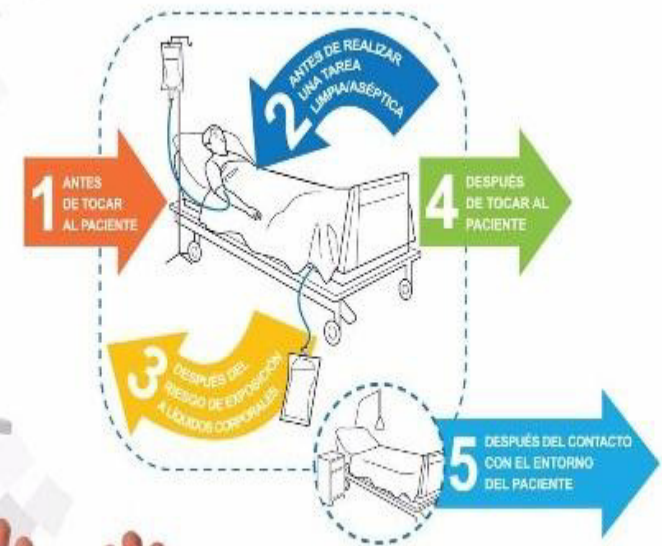 1 ANTES
DE TOCAR
AL PACIENTE
2 ANTES DE REALIZAR
UNA TAREA
LIMPIA/ASÉPTICA
3 DESPUÉS DEL
RIESGO DE EXPOSICIÓN
A LÍQUIDOS CORPORALES
4 DESPUÉS
DE TOCAR AL
PACIENTE
5 DESPUÉS DEL CONTACTO
CON EL ENTORNO
DEL PACIENTE